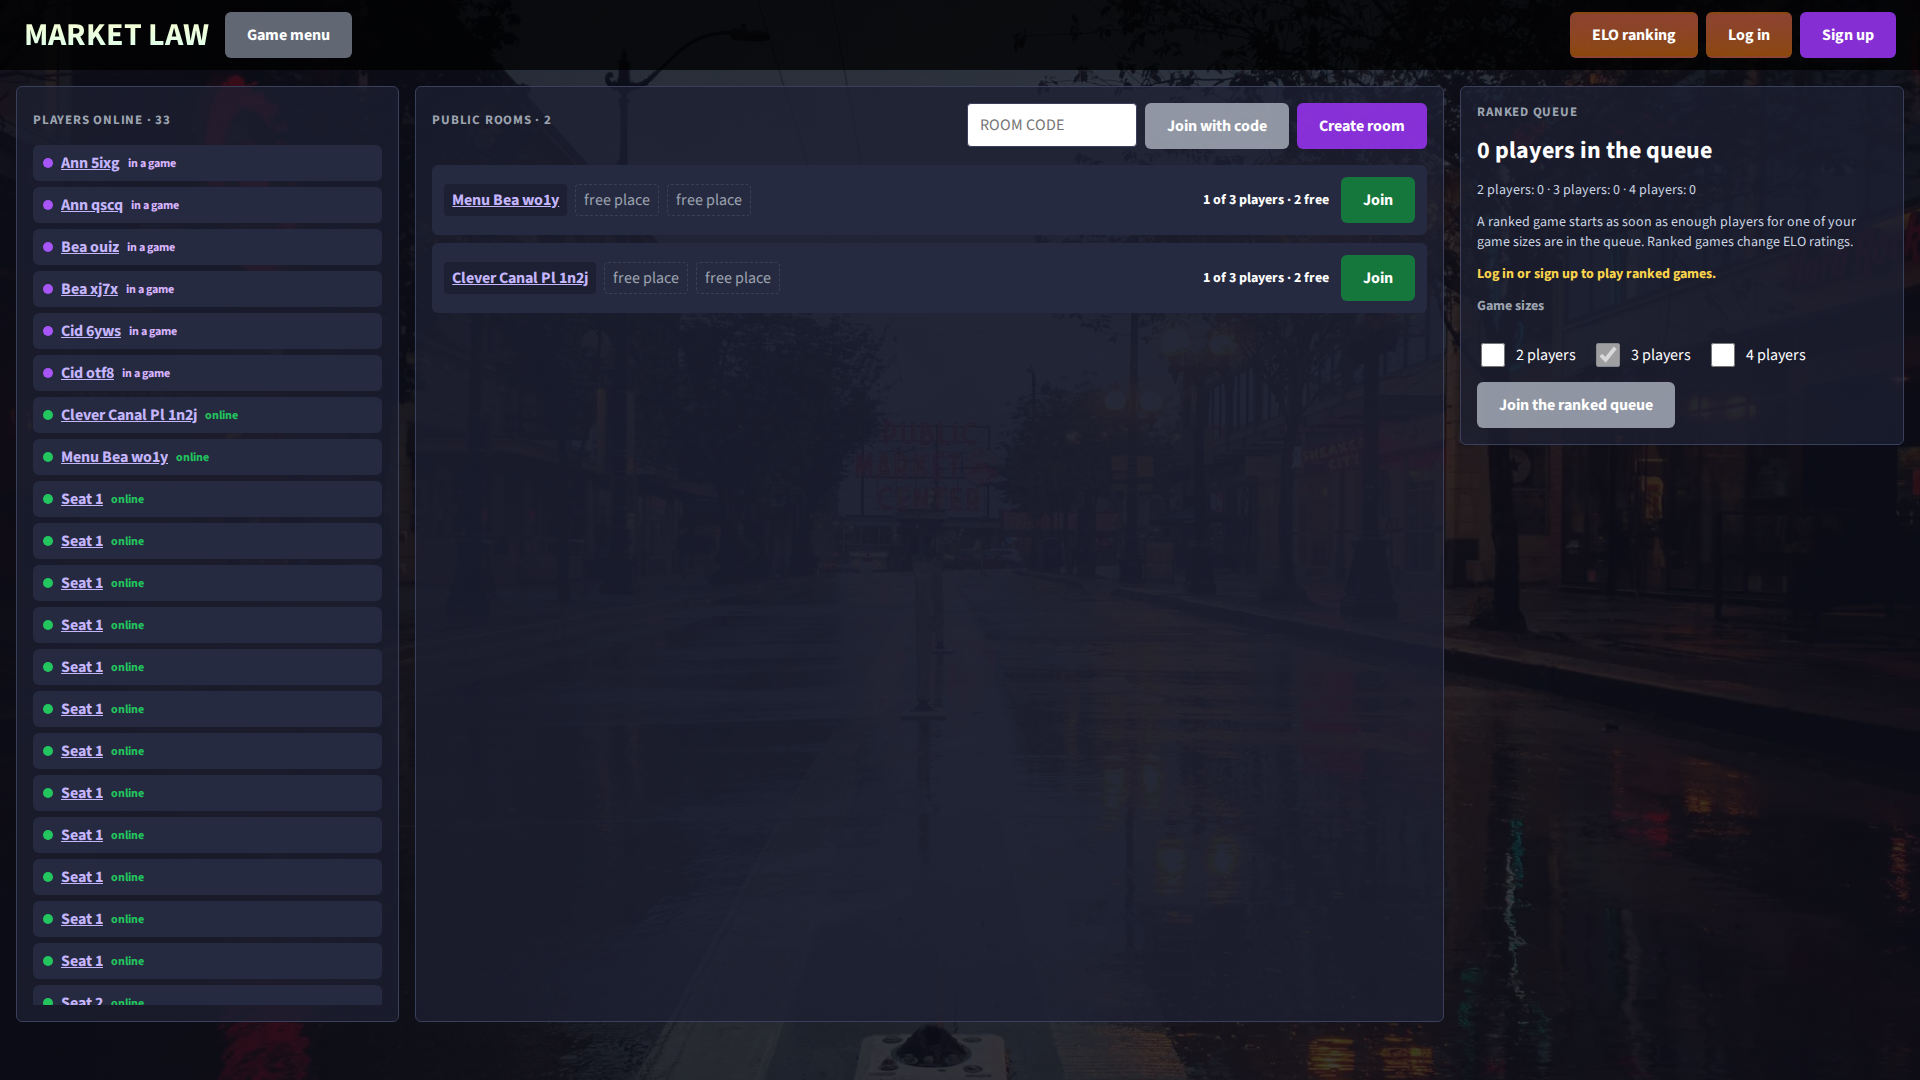 MARKET LAW
Game menu
ELO ranking
Log in
Sign up
PLAYERS ONLINE · 33
Ann 5ixg in a game
Ann qscq in a game
Bea ouiz in a game
Bea xj7x in a game
Cid 6yws in a game
Cid otf8 in a game
Clever Canal Pl 1n2j online
Menu Bea wo1y online
Seat 1 online
Seat 1 online
Seat 1 online
Seat 1 online
Seat 1 online
Seat 1 online
Seat 1 online
Seat 1 online
Seat 1 online
Seat 1 online
Seat 1 online
Seat 1 online
Seat 2 online
PUBLIC ROOMS · 2
ROOM CODE
Join with code
Create room
Menu Bea wo1y free place free place 1 of 3 players · 2 free Join
Clever Canal Pl 1n2j free place free place 1 of 3 players · 2 free Join
RANKED QUEUE
0 players in the queue
2 players: 0 · 3 players: 0 · 4 players: 0
A ranked game starts as soon as enough players for one of your
game sizes are in the queue. Ranked games change ELO ratings.
Log in or sign up to play ranked games.
Game sizes
2 players 3 players 4 players
Join the ranked queue
PUBLIC
MARKET
CENTER